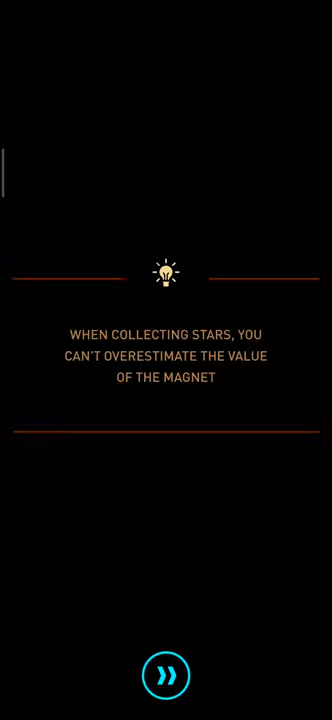 WHEN COLLECTING STARS, YOU
CAN'T OVERESTIMATE THE VALUE
OF THE MAGNET